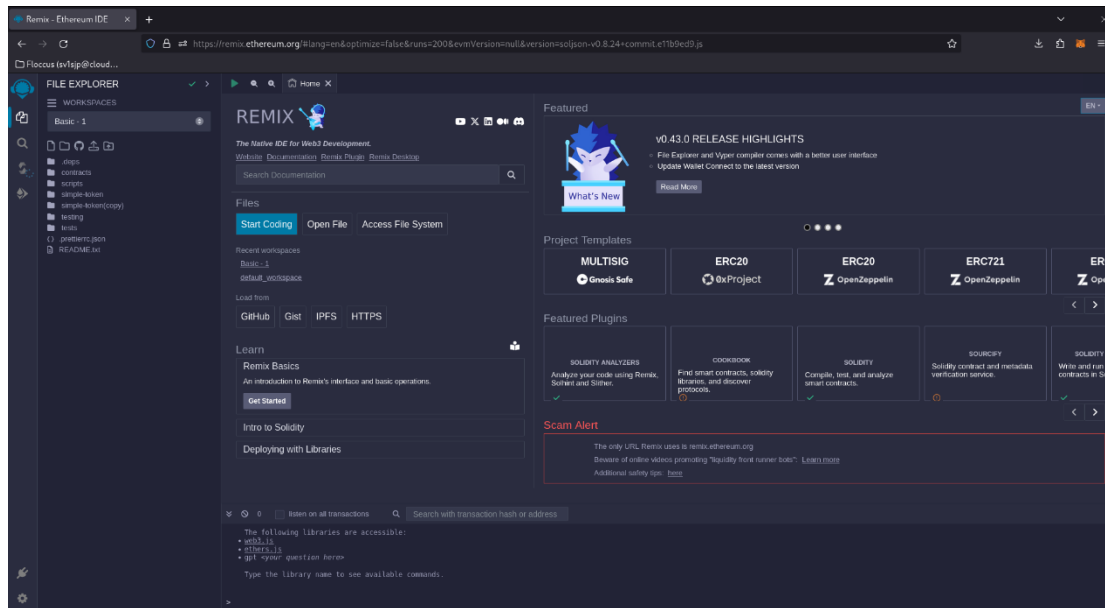 Remix - Ethereum IDE
https://remix.ethereum.org/#lang=en&optimize=false&runs=200&evmVersion=null&version=soljson-v0.8.24+commit.e11b9ed9.js
Floccus (sv1sjp@cloud...
FILE EXPLORER
WORKSPACES
Basic - 1
.deps
contracts
scripts
simple-token
simple-token(copy)
testing
tests
.prettierrc.json
README.txt
Home
REMIX
The Native IDE for Web3 Development.
Website Documentation Remix Plugin Remix Desktop
Search Documentation
Files
Start Coding Open File Access File System
Recent workspaces
Basic - 1
default_workspace
Load from
GitHub Gist IPFS HTTPS
Learn
Remix Basics
An introduction to Remix's interface and basic operations.
Get Started
Intro to Solidity
Deploying with Libraries
Featured
EN
What's New
v0.43.0 RELEASE HIGHLIGHTS
File Explorer and Vyper compiler comes with a better user interface
Update Wallet Connect to the latest version
Read More
Project Templates
MULTISIG
Gnosis Safe
ERC20
0xProject
ERC20
OpenZeppelin
ERC721
OpenZeppelin
ER
Ope
Featured Plugins
SOLIDITY ANALYZERS
Analyze your code using Remix,
Solhint and Slither.
COOKBOOK
Find smart contracts, solidity
libraries, and discover
protocols.
SOLIDITY
Compile, test, and analyze
smart contracts.
SOURCIFY
Solidity contract and metadata
verification service.
SOLIDITY
Write and run
contracts in S
Scam Alert
The only URL Remix uses is remix.ethereum.org
Beware of online videos promoting "liquidity front runner bots": Learn more
Additional safety tips: here
0 listen on all transactions Search with transaction hash or address
The following libraries are accessible:
• web3.js
• ethers.js
• gpt <your question here>
Type the library name to see available commands.
>